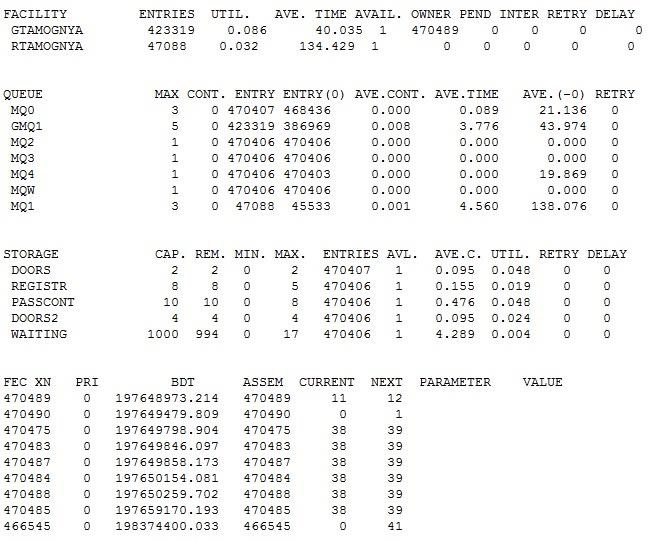 FACILITY ENTRIES UTIL. AVE. TIME AVAIL. OWNER PEND INTER RETRY DELAY
GTAMOGNYA 423319 0.086 40.035 1 470489 0 0 0 0
RTAMOGNYA 47088 0.032 134.429 1 0 0 0 0 0
QUEUE MAX CONT. ENTRY ENTRY(0) AVE.CONT. AVE.TIME AVE.(-0) RETRY
MQ0 3 0 470407 468436 0.000 0.089 21.136 0
GMQ1 5 0 423319 386969 0.008 3.776 43.974 0
MQ2 1 0 470406 470406 0.000 0.000 0.000 0
MQ3 1 0 470406 470406 0.000 0.000 0.000 0
MQ4 1 0 470406 470403 0.000 0.000 19.869 0
MQW 1 0 470406 470406 0.000 0.000 0.000 0
MQ1 3 0 47088 45533 0.001 4.560 138.076 0
STORAGE CAP. REM. MIN. MAX. ENTRIES AVL. AVE.C. UTIL. RETRY DELAY
DOORS 2 2 0 2 470407 1 0.095 0.048 0 0
REGISTR 8 8 0 5 470406 1 0.155 0.019 0 0
PASSCONT 10 10 0 8 470406 1 0.476 0.048 0 0
DOORS2 4 4 0 4 470406 1 0.095 0.024 0 0
WAITING 1000 994 0 17 470406 1 4.289 0.004 0 0
FEC XN PRI BDT ASSEM CURRENT NEXT PARAMETER VALUE
470489 0 197648973.214 470489 11 12
470490 0 197649479.809 470490 0 1
470475 0 197649798.904 470475 38 39
470483 0 197649846.097 470483 38 39
470487 0 197649858.173 470487 38 39
470484 0 197650154.081 470484 38 39
470488 0 197650259.702 470488 38 39
470485 0 197659170.193 470485 38 39
466545 0 198374400.033 466545 0 41